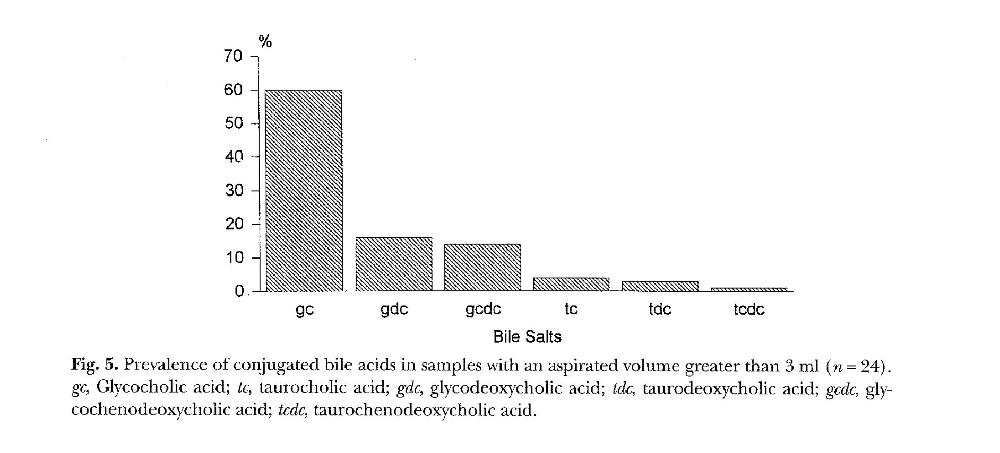 %
70
60
50
40
30
20
10
0
gc gdc gcdc tc tdc tcdc
Bile Salts
Fig. 5. Prevalence of conjugated bile acids in samples with an aspirated volume greater than 3 ml (n = 24).
gc, Glycocholic acid; tc, taurocholic acid; gdc, glycodeoxycholic acid; tdc, taurodeoxycholic acid; gcdc, gly-
cochenodeoxycholic acid; tcdc, taurochenodeoxycholic acid.